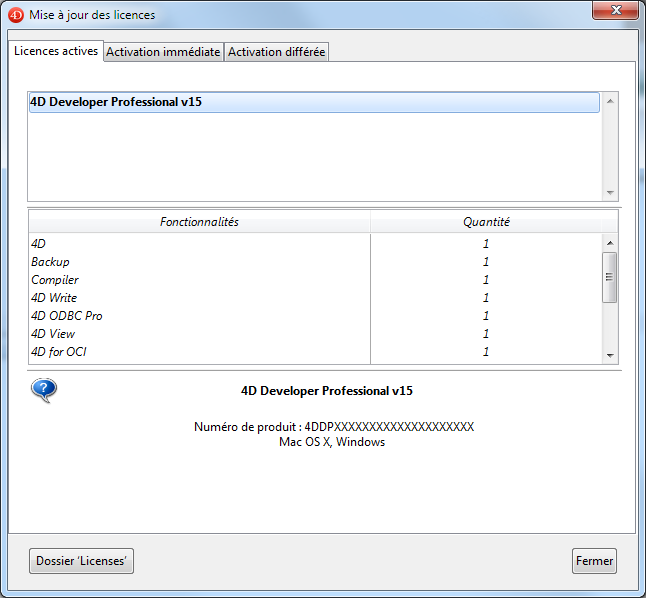 4D Mise à jour des licences
Licences actives Activation immédiate Activation différée
4D Developer Professional v15
Fonctionnalités Quantité
4D 1
Backup 1
Compiler 1
4D Write 1
4D ODBC Pro 1
4D View 1
4D for OCI 1
?
4D Developer Professional v15
Numéro de produit : 4DDPXXXXXXXXXXXXXXXXXXXX
Mac OS X, Windows
Dossier ‘Licenses’ Fermer